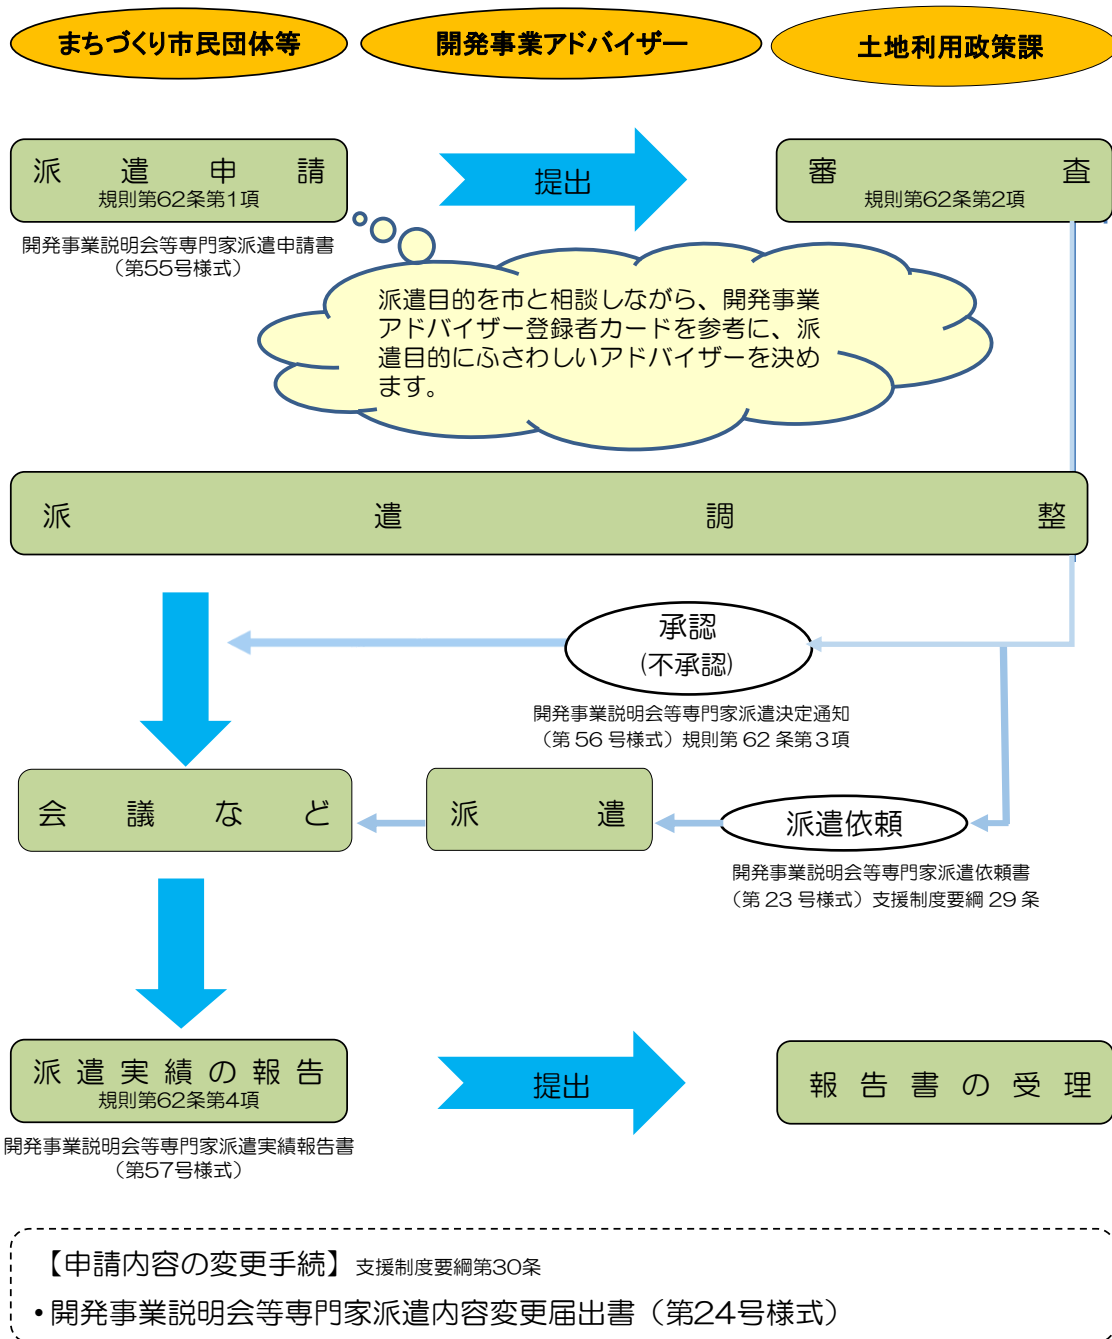 まちづくり市民団体等
開発事業アドバイザー
土地利用政策課
派遣申請
規則第62条第1項
提出
審査
規則第62条第2項
開発事業説明会等専門家派遣申請書
（第55号様式）
派遣目的を市と相談しながら、開発事業
アドバイザー登録者カードを参考に、派
遣目的にふさわしいアドバイザーを決め
ます。
派遣調整
承認
(不承認)
開発事業説明会等専門家派遣決定通知
（第 56 号様式）規則第 62 条第３項
会議など
派遣
派遣依頼
開発事業説明会等専門家派遣依頼書
（第 23 号様式）支援制度要綱 29 条
派遣実績の報告
規則第62条第4項
提出
報告書の受理
開発事業説明会等専門家派遣実績報告書
（第57号様式）
【申請内容の変更手続】 支援制度要綱第30条
・開発事業説明会等専門家派遣内容変更届出書（第24号様式）